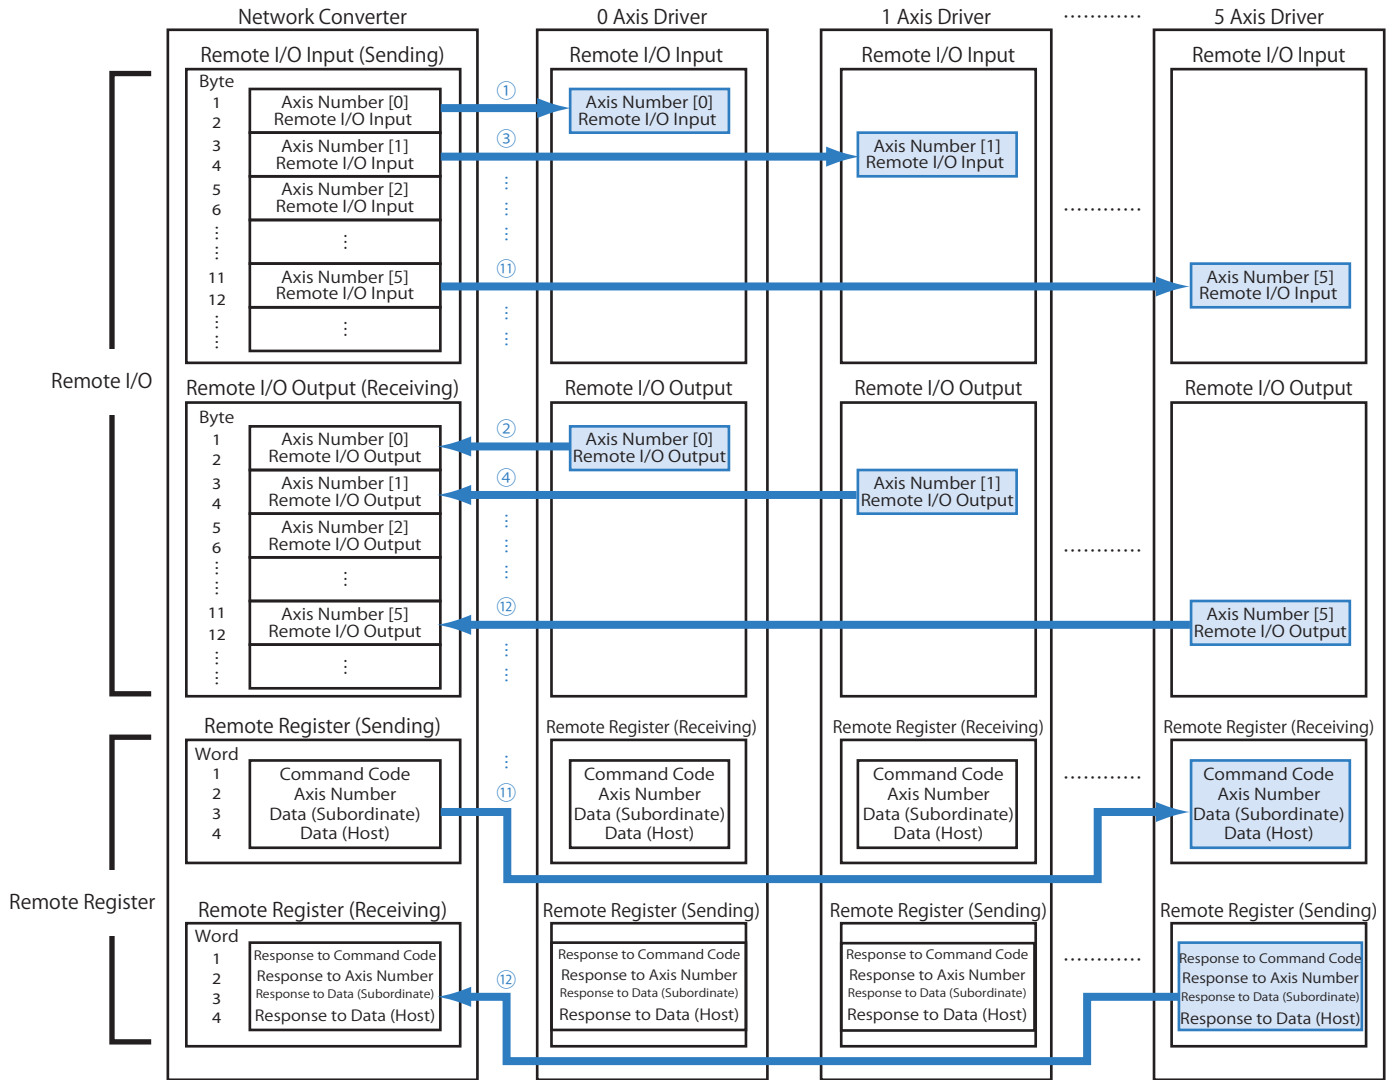 Network Converter
0 Axis Driver
1 Axis Driver
............
5 Axis Driver
Remote I/O
Remote I/O Input (Sending)
Byte
1
2
3
4
5
6
11
12
Axis Number [0]
Remote I/O Input
Axis Number [1]
Remote I/O Input
Axis Number [2]
Remote I/O Input
Axis Number [5]
Remote I/O Input
①
③
⑪
Remote I/O Input
Axis Number [0]
Remote I/O Input
Remote I/O Input
Axis Number [1]
Remote I/O Input
............
Remote I/O Input
Axis Number [5]
Remote I/O Input
Remote I/O Output (Receiving)
Byte
1
2
3
4
5
6
11
12
Axis Number [0]
Remote I/O Output
Axis Number [1]
Remote I/O Output
Axis Number [2]
Remote I/O Output
Axis Number [5]
Remote I/O Output
②
④
⑫
Remote I/O Output
Axis Number [0]
Remote I/O Output
Remote I/O Output
Axis Number [1]
Remote I/O Output
............
Remote I/O Output
Axis Number [5]
Remote I/O Output
Remote Register
Remote Register (Sending)
Word
1
2
3
4
Command Code
Axis Number
Data (Subordinate)
Data (Host)
⑪
Remote Register (Receiving)
Command Code
Axis Number
Data (Subordinate)
Data (Host)
Remote Register (Receiving)
Command Code
Axis Number
Data (Subordinate)
Data (Host)
............
Remote Register (Receiving)
Command Code
Axis Number
Data (Subordinate)
Data (Host)
Remote Register (Receiving)
Word
1
2
3
4
Response to Command Code
Response to Axis Number
Response to Data (Subordinate)
Response to Data (Host)
⑫
Remote Register (Sending)
Response to Command Code
Response to Axis Number
Response to Data (Subordinate)
Response to Data (Host)
Remote Register (Sending)
Response to Command Code
Response to Axis Number
Response to Data (Subordinate)
Response to Data (Host)
............
Remote Register (Sending)
Response to Command Code
Response to Axis Number
Response to Data (Subordinate)
Response to Data (Host)